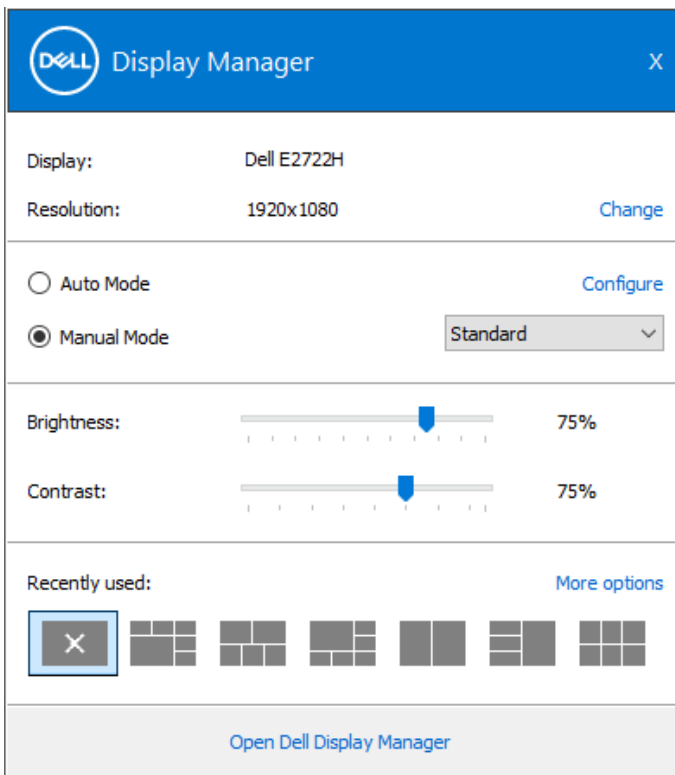 DELL Display Manager X
Display: Dell E2722H
Resolution: 1920x1080 Change
Auto Mode Configure
Manual Mode Standard
Brightness: 75%
Contrast: 75%
Recently used: More options
Open Dell Display Manager